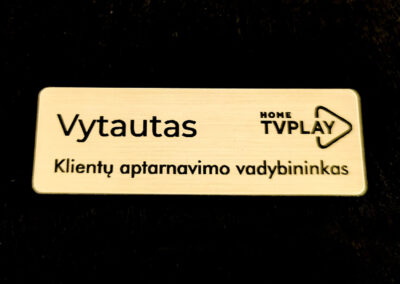 Vytautas
HOME
TVPLAY
Klientų aptarnavimo vadybininkas